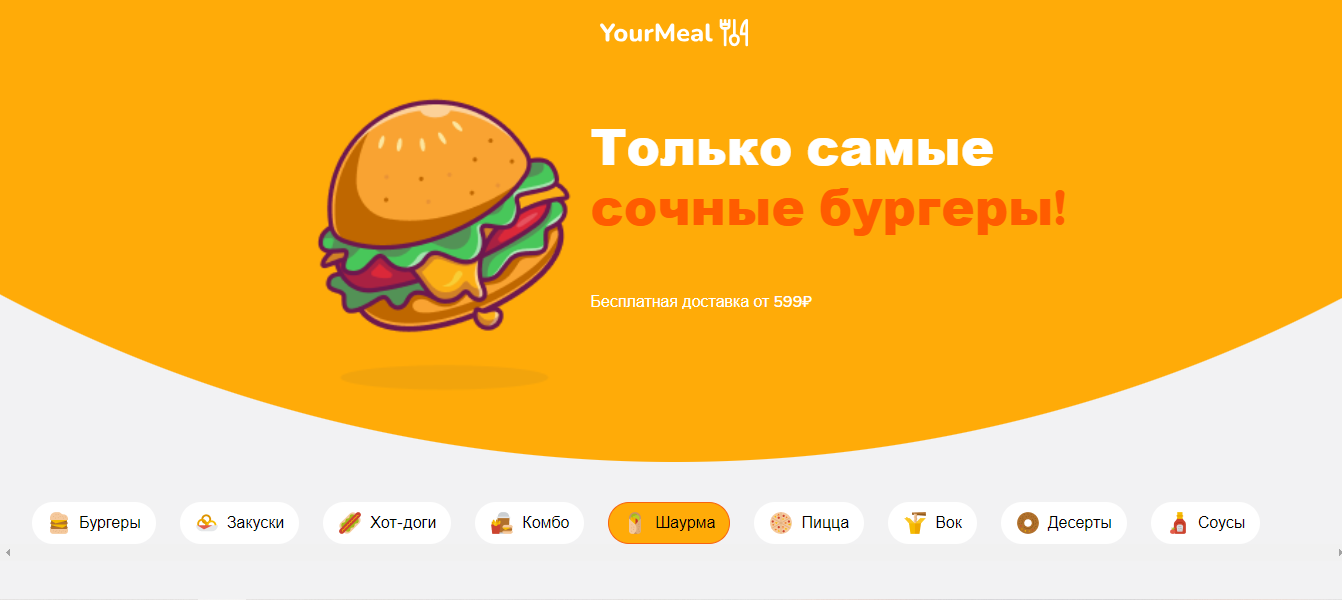 YourMeal
Только самые
сочные бургеры!
Бесплатная доставка от 599₽
Бургеры
Закуски
Хот-доги
Комбо
Шаурма
Пицца
Вок
Десерты
Соусы